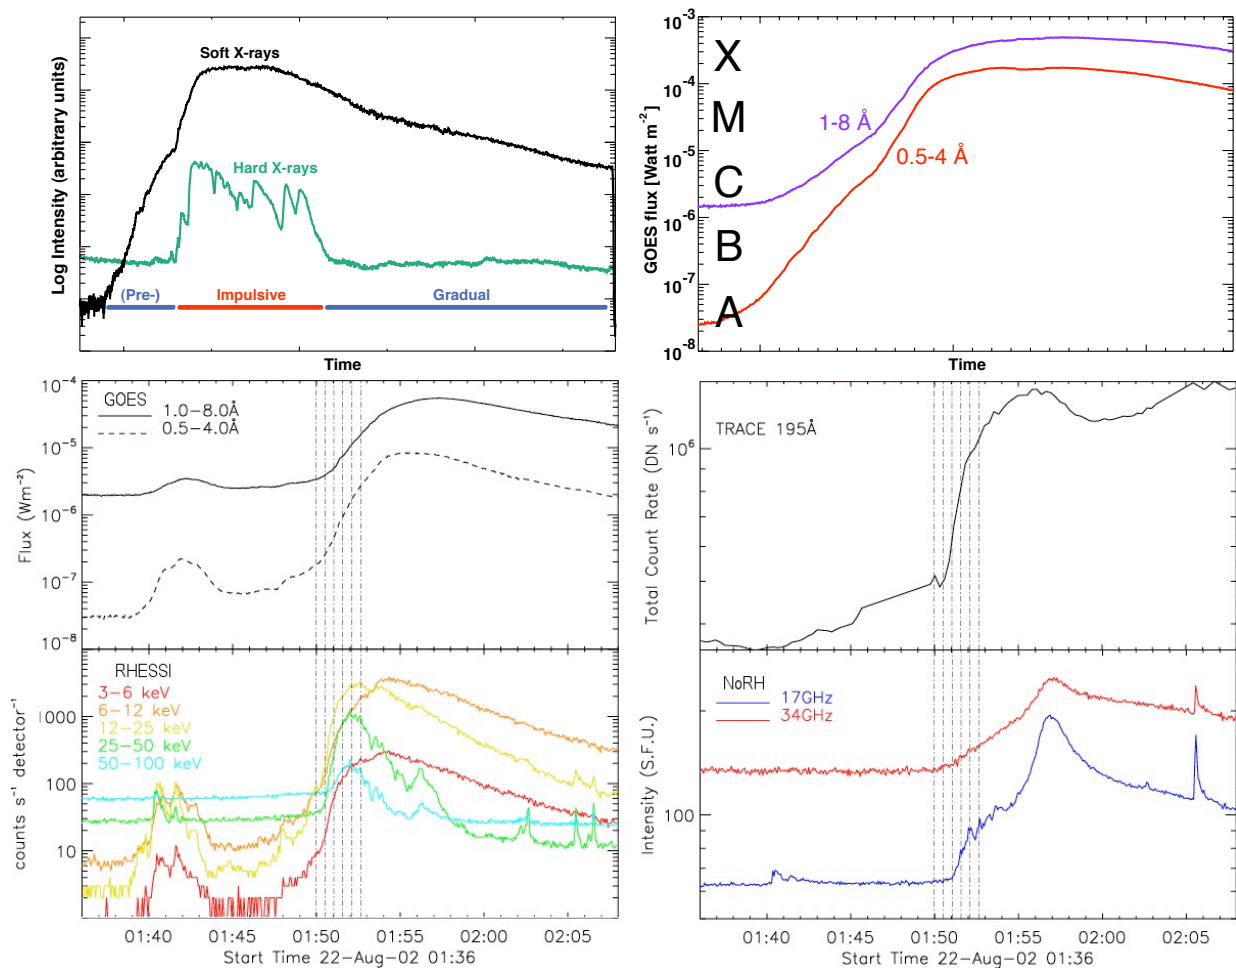 Log Intensity (arbitrary units)
Soft X-rays
Hard X-rays
(Pre-)
Impulsive
Gradual
Time
GOES flux [Watt m⁻²]
10⁻³
10⁻⁴
10⁻⁵
10⁻⁶
10⁻⁷
10⁻⁸
X
M
C
B
A
1-8 Å
0.5-4 Å
Time
Flux (Wm⁻²)
10⁻⁴
10⁻⁵
10⁻⁶
10⁻⁷
10⁻⁸
GOES
1.0−8.0Å
0.5−4.0Å
Total Count Rate (DN s⁻¹)
10⁶
TRACE 195Å
counts s⁻¹ detector⁻¹
1000
100
10
RHESSI
3−6 keV
6−12 keV
12−25 keV
25−50 keV
50−100 keV
01:40 01:45 01:50 01:55 02:00 02:05
Start Time 22-Aug-02 01:36
Intensity (S.F.U.)
100
NoRH
17GHz
34GHz
01:40 01:45 01:50 01:55 02:00 02:05
Start Time 22-Aug-02 01:36